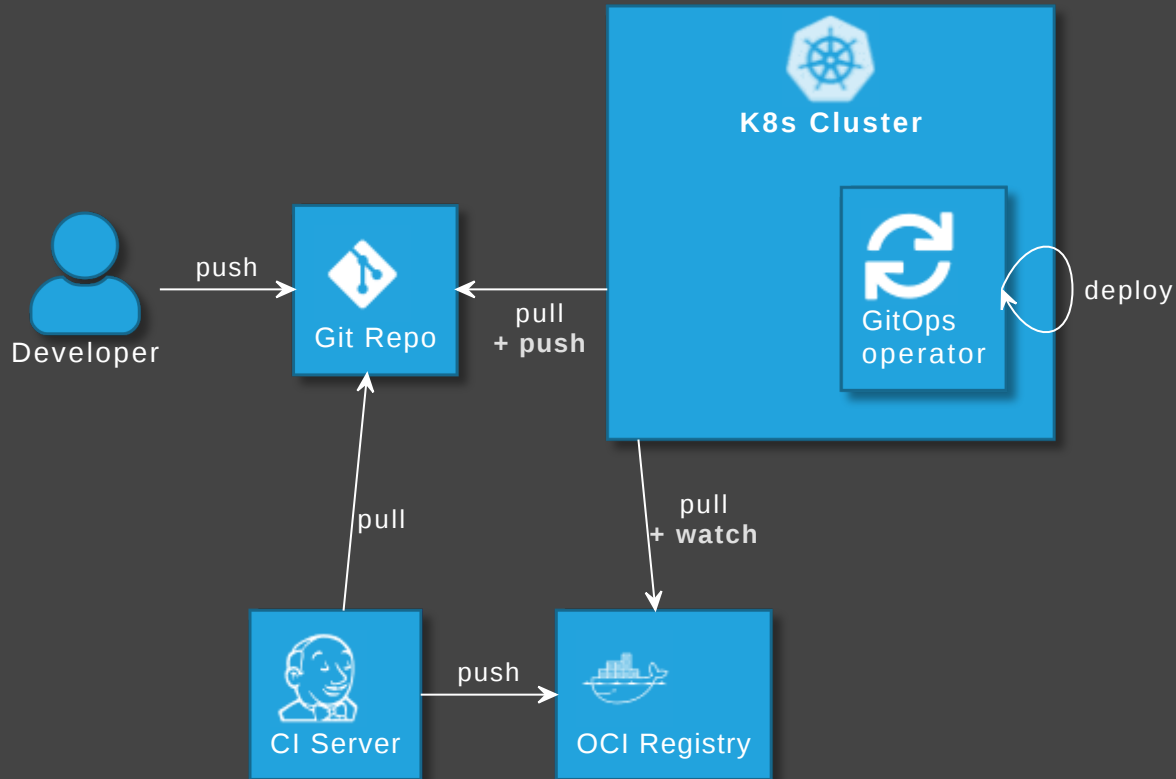 K8s Cluster
push
Developer
Git Repo
pull
+ push
GitOps
operator
deploy
pull
pull
+ watch
CI Server
push
OCI Registry